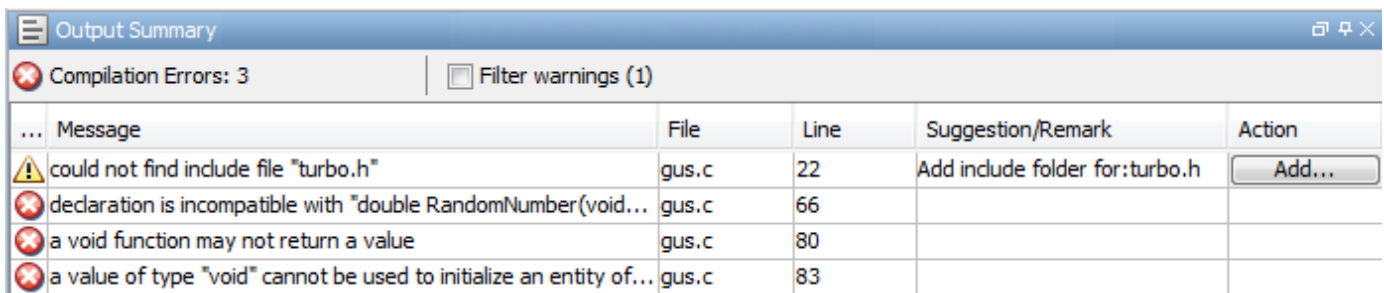 Output Summary
Compilation Errors: 3 Filter warnings (1)
... Message File Line Suggestion/Remark Action
could not find include file "turbo.h" gus.c 22 Add include folder for:turbo.h Add...
declaration is incompatible with "double RandomNumber(void... gus.c 66
a void function may not return a value gus.c 80
a value of type "void" cannot be used to initialize an entity of... gus.c 83